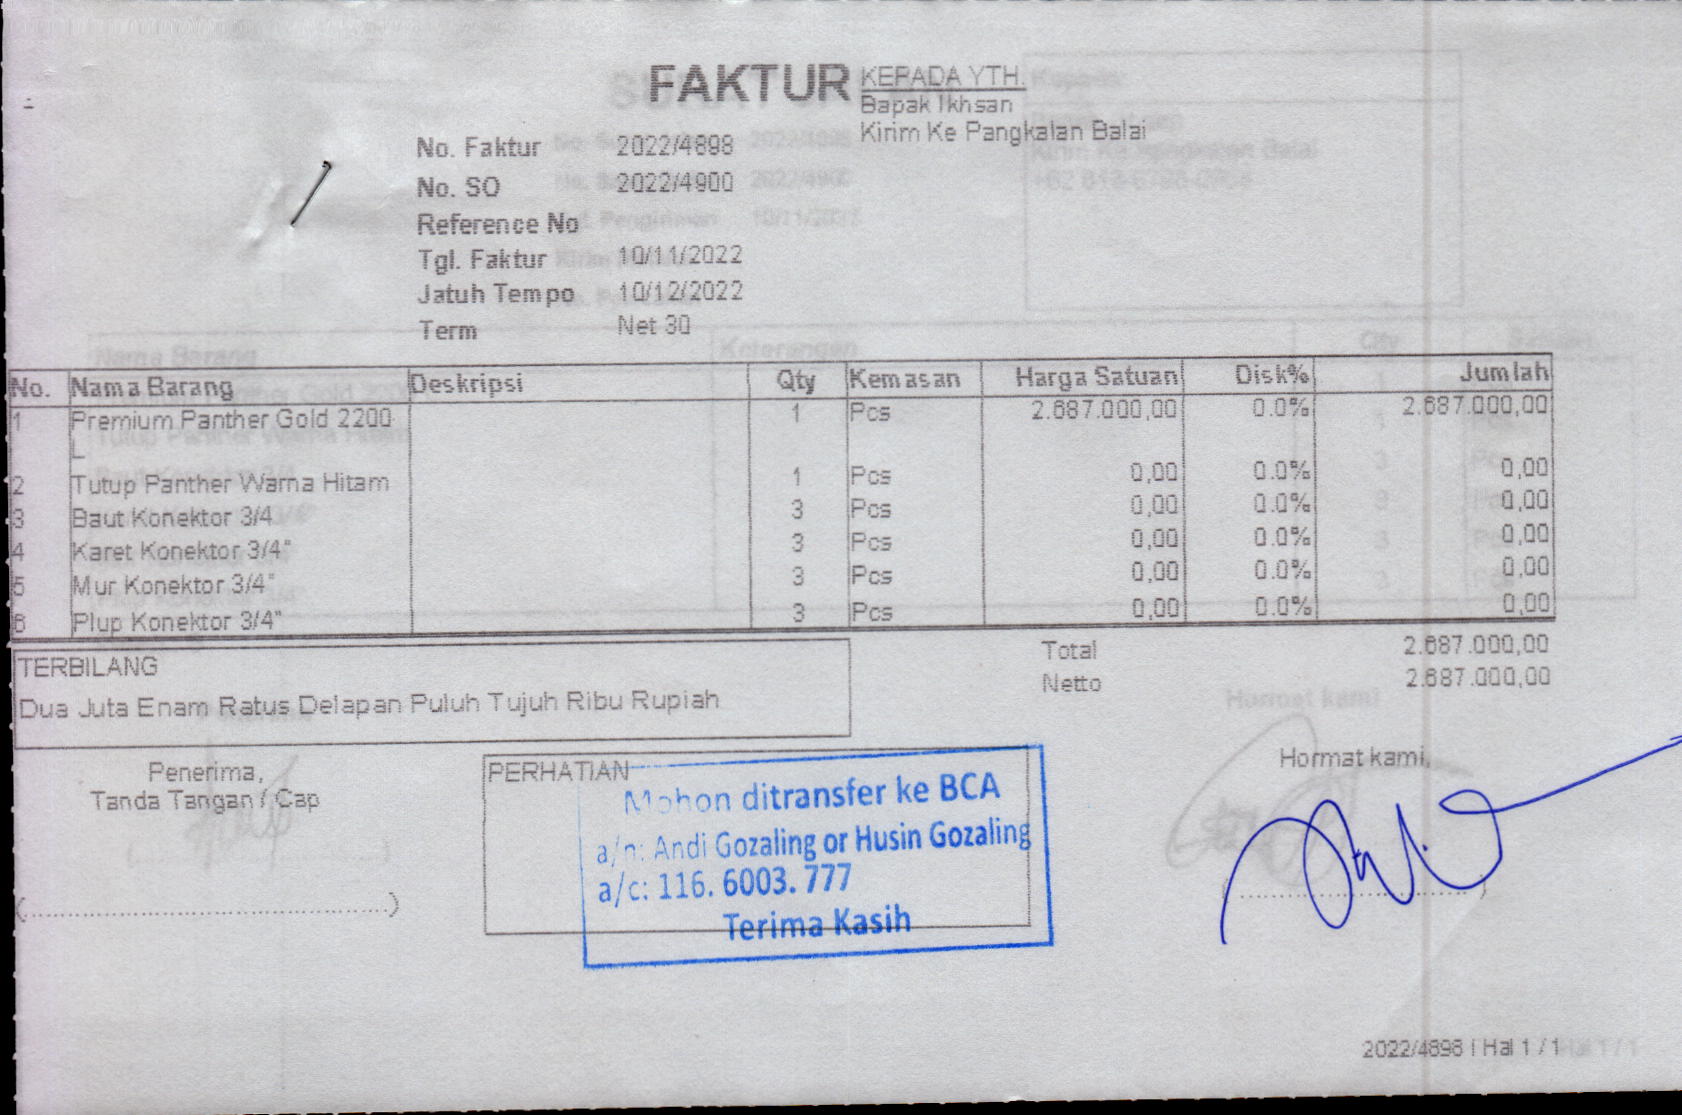 FAKTUR
KEPADA YTH.
Bapak Ikhsan
Kirim Ke Pangkalan Balai
No. Faktur 2022/4898
No. SO 2022/4900
Reference No
Tgl. Faktur 10/11/2022
Jatuh Tempo 10/12/2022
Term Net 30
No. Nama Barang Deskripsi Qty Kemasan Harga Satuan Disk% Jumlah
1 Premium Panther Gold 2200 1 Pcs 2.687.000,00 0.0% 2.687.000,00
L
2 Tutup Panther Warna Hitam 1 Pcs 0,00 0.0% 0,00
3 Baut Konektor 3/4 3 Pcs 0,00 0.0% 0,00
4 Karet Konektor 3/4" 3 Pcs 0,00 0.0% 0,00
5 Mur Konektor 3/4" 3 Pcs 0,00 0.0% 0,00
6 Plup Konektor 3/4" 3 Pcs 0,00 0.0% 0,00
Total 2.687.000,00
Netto 2.687.000,00
TERBILANG
Dua Juta Enam Ratus Delapan Puluh Tujuh Ribu Rupiah
Penerima,
Tanda Tangan / Cap
(..................................................)
PERHATIAN
Mohon ditransfer ke BCA
a/n: Andi Gozaling or Husin Gozaling
a/c: 116. 6003. 777
Terima Kasih
Hormat kami,
(..................................)
2022/4898 | Hal 1 / 1